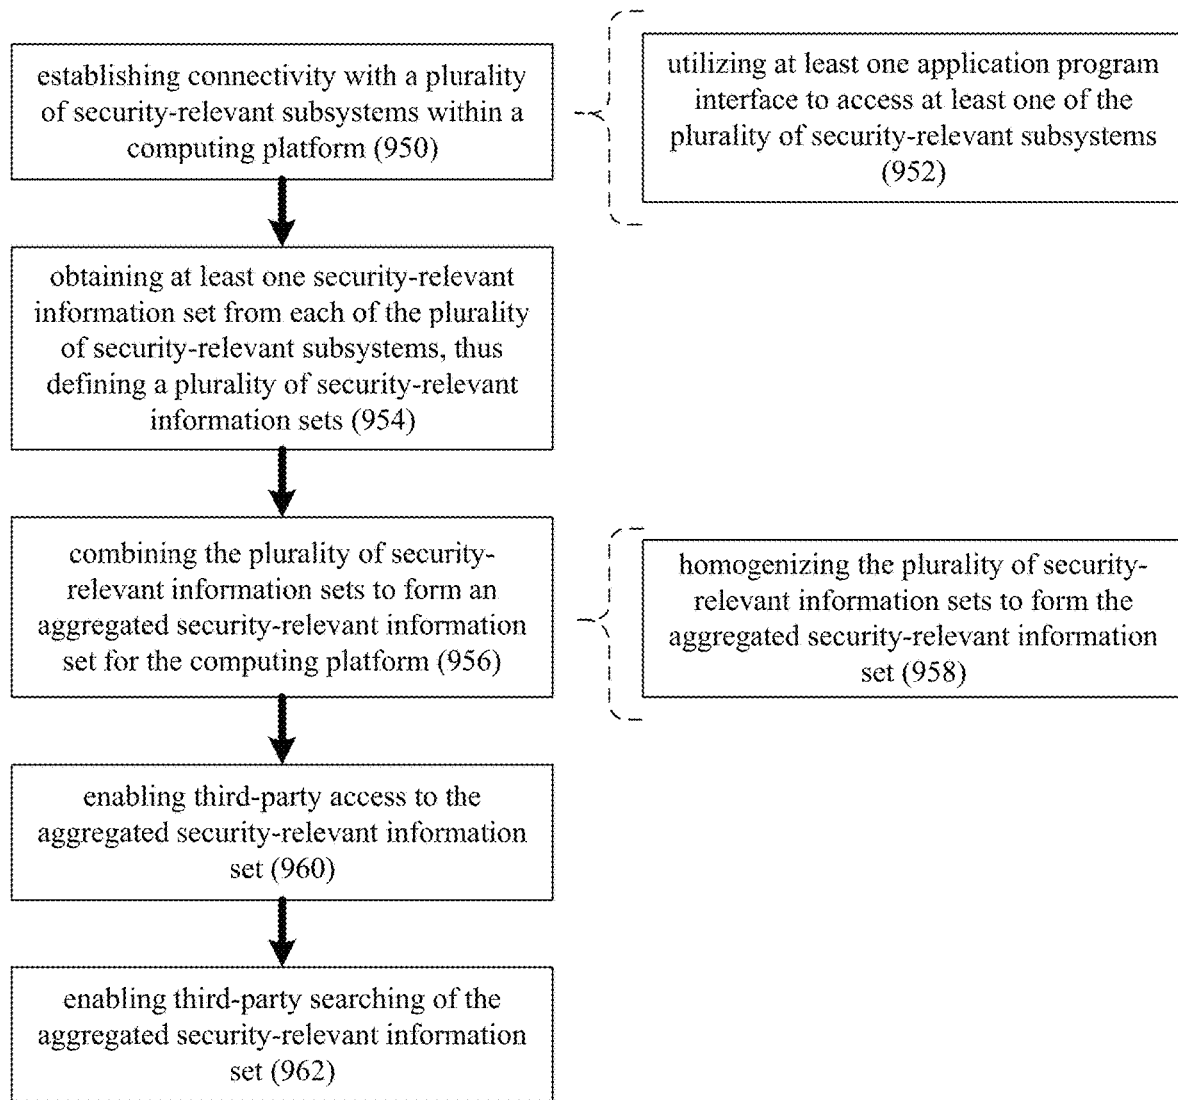 establishing connectivity with a plurality
of security-relevant subsystems within a
computing platform (950)
utilizing at least one application program
interface to access at least one of the
plurality of security-relevant subsystems
(952)
obtaining at least one security-relevant
information set from each of the plurality
of security-relevant subsystems, thus
defining a plurality of security-relevant
information sets (954)
combining the plurality of security-
relevant information sets to form an
aggregated security-relevant information
set for the computing platform (956)
homogenizing the plurality of security-
relevant information sets to form the
aggregated security-relevant information
set (958)
enabling third-party access to the
aggregated security-relevant information
set (960)
enabling third-party searching of the
aggregated security-relevant information
set (962)